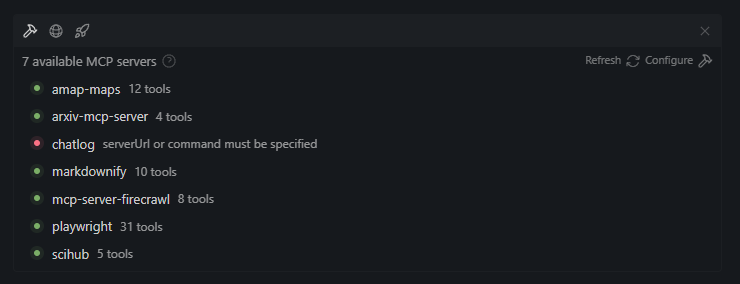 7 available MCP servers Refresh Configure
amap-maps 12 tools
arxiv-mcp-server 4 tools
chatlog serverUrl or command must be specified
markdownify 10 tools
mcp-server-firecrawl 8 tools
playwright 31 tools
scihub 5 tools